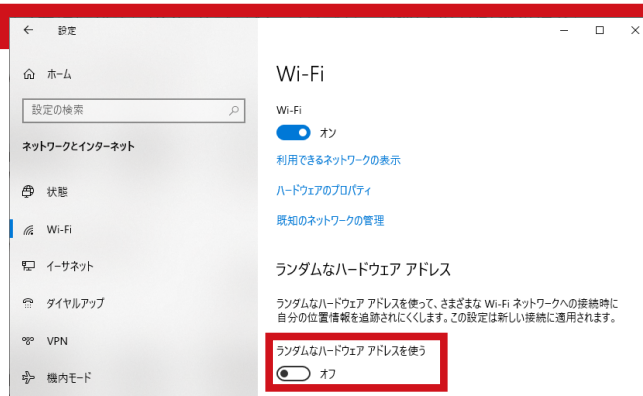 設定
ホーム
設定の検索
ネットワークとインターネット
状態
Wi-Fi
イーサネット
ダイヤルアップ
VPN
機内モード
Wi-Fi
Wi-Fi
オン
利用できるネットワークの表示
ハードウェアのプロパティ
既知のネットワークの管理
ランダムなハードウェア アドレス
ランダムなハードウェア アドレスを使って、さまざまな Wi-Fi ネットワークへの接続時に
自分の位置情報を追跡されにくくします。この設定は新しい接続に適用されます。
ランダムなハードウェア アドレスを使う
オフ